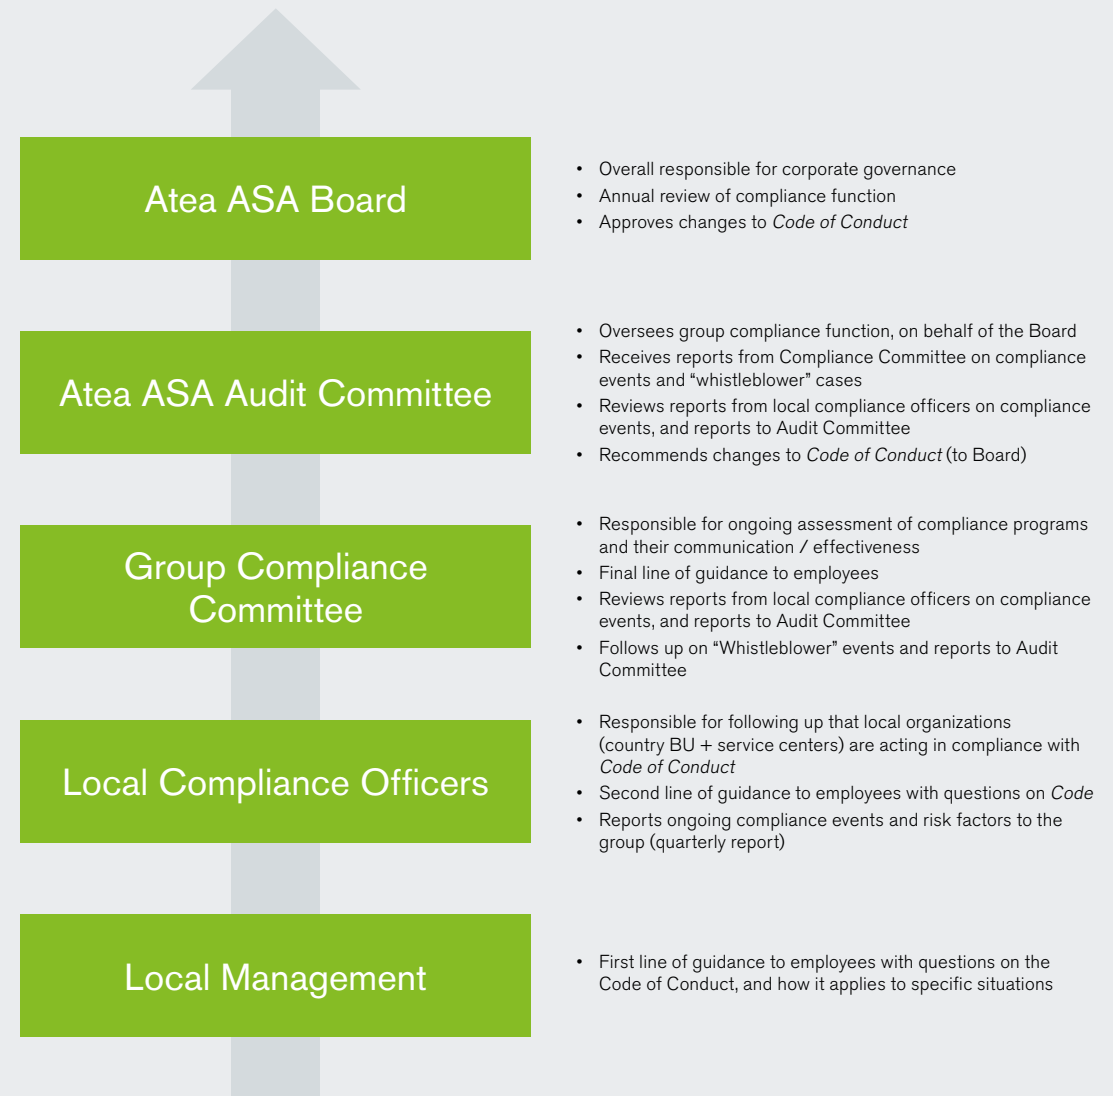 Atea ASA Board
• Overall responsible for corporate governance
• Annual review of compliance function
• Approves changes to Code of Conduct
Atea ASA Audit Committee
• Oversees group compliance function, on behalf of the Board
• Receives reports from Compliance Committee on compliance
events and “whistleblower” cases
• Reviews reports from local compliance officers on compliance
events, and reports to Audit Committee
• Recommends changes to Code of Conduct (to Board)
Group Compliance
Committee
• Responsible for ongoing assessment of compliance programs
and their communication / effectiveness
• Final line of guidance to employees
• Reviews reports from local compliance officers on compliance
events, and reports to Audit Committee
• Follows up on “Whistleblower” events and reports to Audit
Committee
Local Compliance Officers
• Responsible for following up that local organizations
(country BU + service centers) are acting in compliance with
Code of Conduct
• Second line of guidance to employees with questions on Code
• Reports ongoing compliance events and risk factors to the
group (quarterly report)
Local Management
• First line of guidance to employees with questions on the
Code of Conduct, and how it applies to specific situations